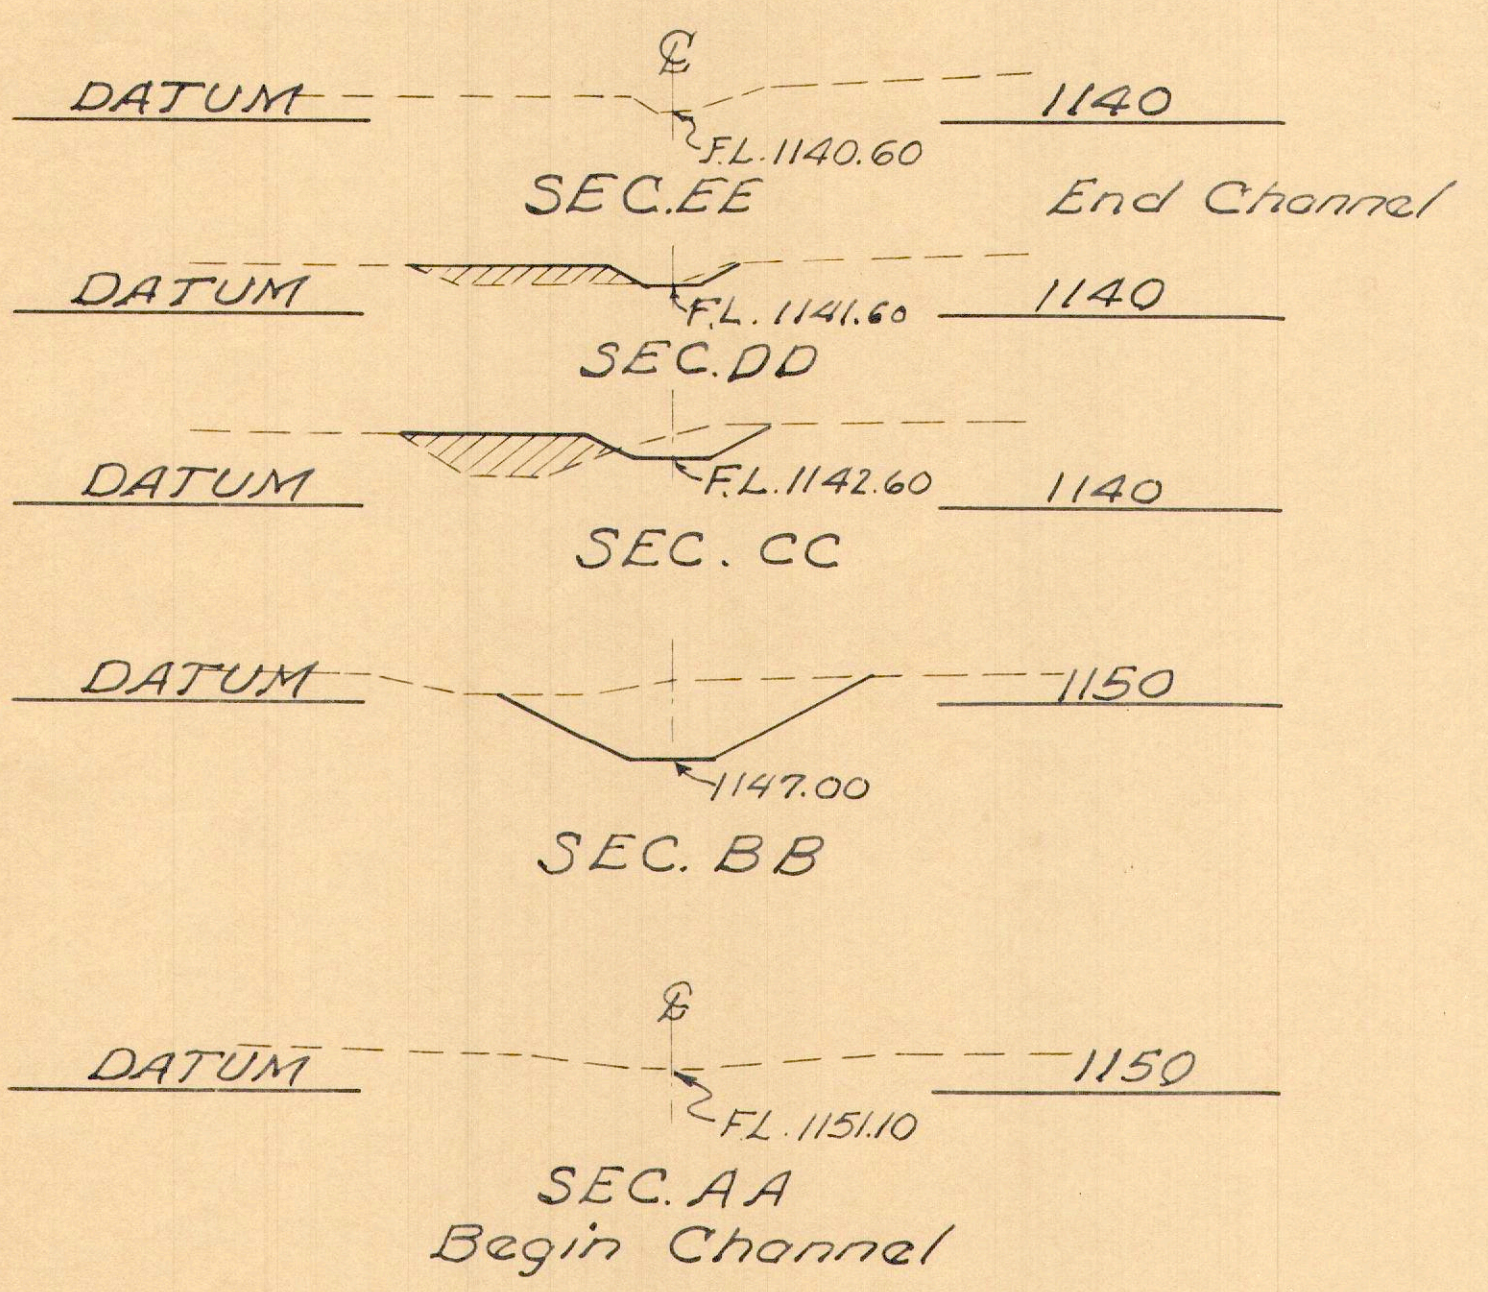 ℄
DATUM 1140
F.L. 1140.60
SEC. EE End Channel
DATUM 1140
F.L. 1141.60
SEC. DD
DATUM 1140
F.L. 1142.60
SEC. CC
DATUM 1150
1147.00
SEC. BB
℄
DATUM 1150
F.L. 1151.10
SEC. AA
Begin Channel